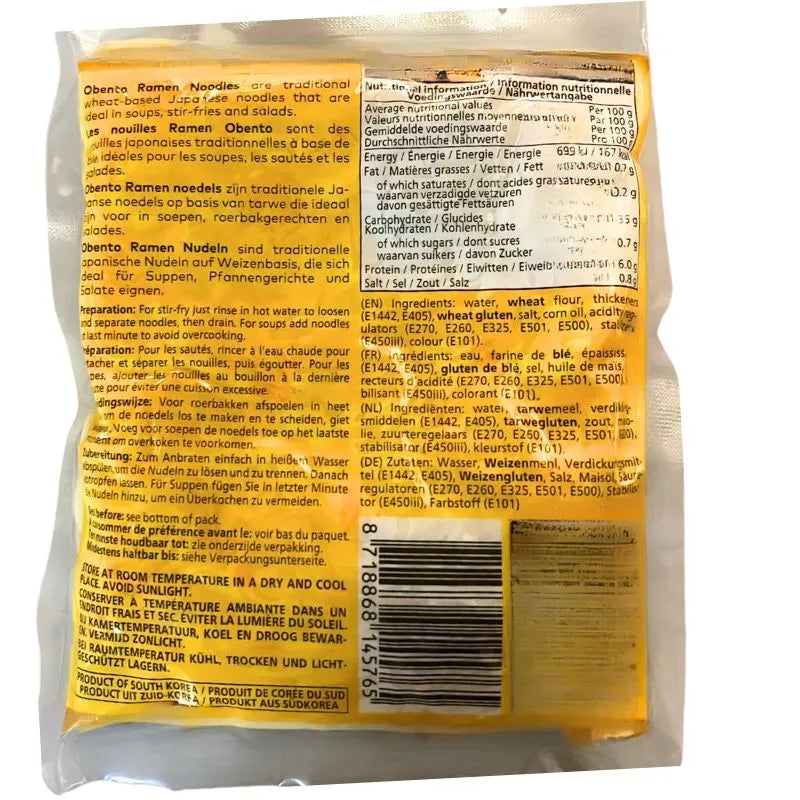 Obento Ramen Noodles are traditional
wheat-based Japanese noodles that are
ideal in soups, stir-fries and salads.
Les nouilles Ramen Obento sont des
nouilles japonaises traditionnelles à base de
idéales pour les soupes, les sautés et les
salades.
Obento Ramen noedels zijn traditionele Ja-
panse noedels op basis van tarwe die ideaal
zijn voor in soepen, roerbakgerechten en
salades.
Obento Ramen Nudeln sind traditionelle
japanische Nudeln auf Weizenbasis, die sich
ideal für Suppen, Pfannengerichte und
Salate eignen.
Preparation: For stir-fry just rinse in hot water to loosen
and separate noodles, then drain. For soups add noodles
at last minute to avoid overcooking.
Préparation: Pour les sautés, rincer à l'eau chaude pour
détacher et séparer les nouilles, puis égoutter. Pour les
soupes, ajouter les nouilles au bouillon à la dernière
minute pour éviter une cuisson excessive.
Voor roerbakken afspoelen in heet
om de noedels los te maken en te scheiden, giet
Voeg voor soepen de noedels toe op het laatste
moment om overkoken te voorkomen.
Zubereitung: Zum Anbraten einfach in heißem Wasser
abspülen um die Nudeln zu lösen und zu trennen. Danach
abtropfen lassen. Für Suppen fügen Sie in letzter Minute
die Nudeln hinzu, um ein Überkochen zu vermeiden.
before: see bottom of pack.
A consommer de préférence avant le: voir bas du paquet.
Ten minste houdbaar tot: zie onderzijde verpakking.
Mindestens haltbar bis: siehe Verpackungsunterseite.
STORE AT ROOM TEMPERATURE IN A DRY AND COOL
PLACE. AVOID SUNLIGHT.
CONSERVER À TEMPÉRATURE AMBIANTE DANS UN
ENDROIT FRAIS ET SEC. ÉVITER LA LUMIÈRE DU SOLEIL.
BIJ KAMERTEMPERATUUR, KOEL EN DROOG BEWAR-
EN. VERMIJD ZONLICHT.
BEI RAUMTEMPERATUR KÜHL, TROCKEN UND LICHT-
GESCHÜTZT LAGERN.
PRODUCT OF SOUTH KOREA / PRODUIT DE CORÉE DU SUD
PRODUCT UIT ZUID-KOREA / PRODUKT AUS SÜDKOREA
Nutritional information / Information nutritionnelle
Voedingswaarde / Nährwertangabe
Average nutritional values Per 100 g
Valeurs nutritionnelles moyennes Par 100 g
Gemiddelde voedingswaarde Per 100 g
Durchschnittliche Nährwerte Pro 100 g
Energy / Énergie / Energie / Energie 699 kJ / 167 kcal
Fat / Matières grasses / Vetten / Fett 0,7 g
of which saturates / dont acides gras saturés
waarvan verzadigde vetzuren 0.2 g
davon gesättigte Fettsäuren
Carbohydrate / Glucides 35 g
Koolhydraten / Kohlenhydrate
of which sugars / dont sucres 0.7 g
waarvan suikers / davon Zucker
Protein / Protéines / Eiwitten / Eiweiß 6.0 g
Salt / Sel / Zout / Salz 0.8 g
(EN) Ingredients: water, wheat flour, thickeners
(E1442, E405), wheat gluten, salt, corn oil, acidity reg-
ulators (E270, E260, E325, E501, E500), stabilizer
(E450iii), colour (E101).
(FR) Ingrédients: eau, farine de blé, épaississ
(E1442, E405), gluten de blé, sel, huile de maïs,
recteurs d'acidité (E270, E260, E325, E501, E500),
bilisant (E450iii), colorant (E101).
(NL) Ingrediënten: water, tarwemeel, verdikkings-
smiddelen (E1442, E405), tarwegluten, zout, maïso-
lie, zuurteregelaars (E270, E260, E325, E501, E500),
stabilisator (E450iii), kleurstof (E101).
(DE) Zutaten: Wasser, Weizenmehl, Verdickungsmit-
tel (E1442, E405), Weizengluten, Salz, Maisöl, Säure-
regulatoren (E270, E260, E325, E501, E500), Stabilisa-
tor (E450iii), Farbstoff (E101)
8 718868 145765